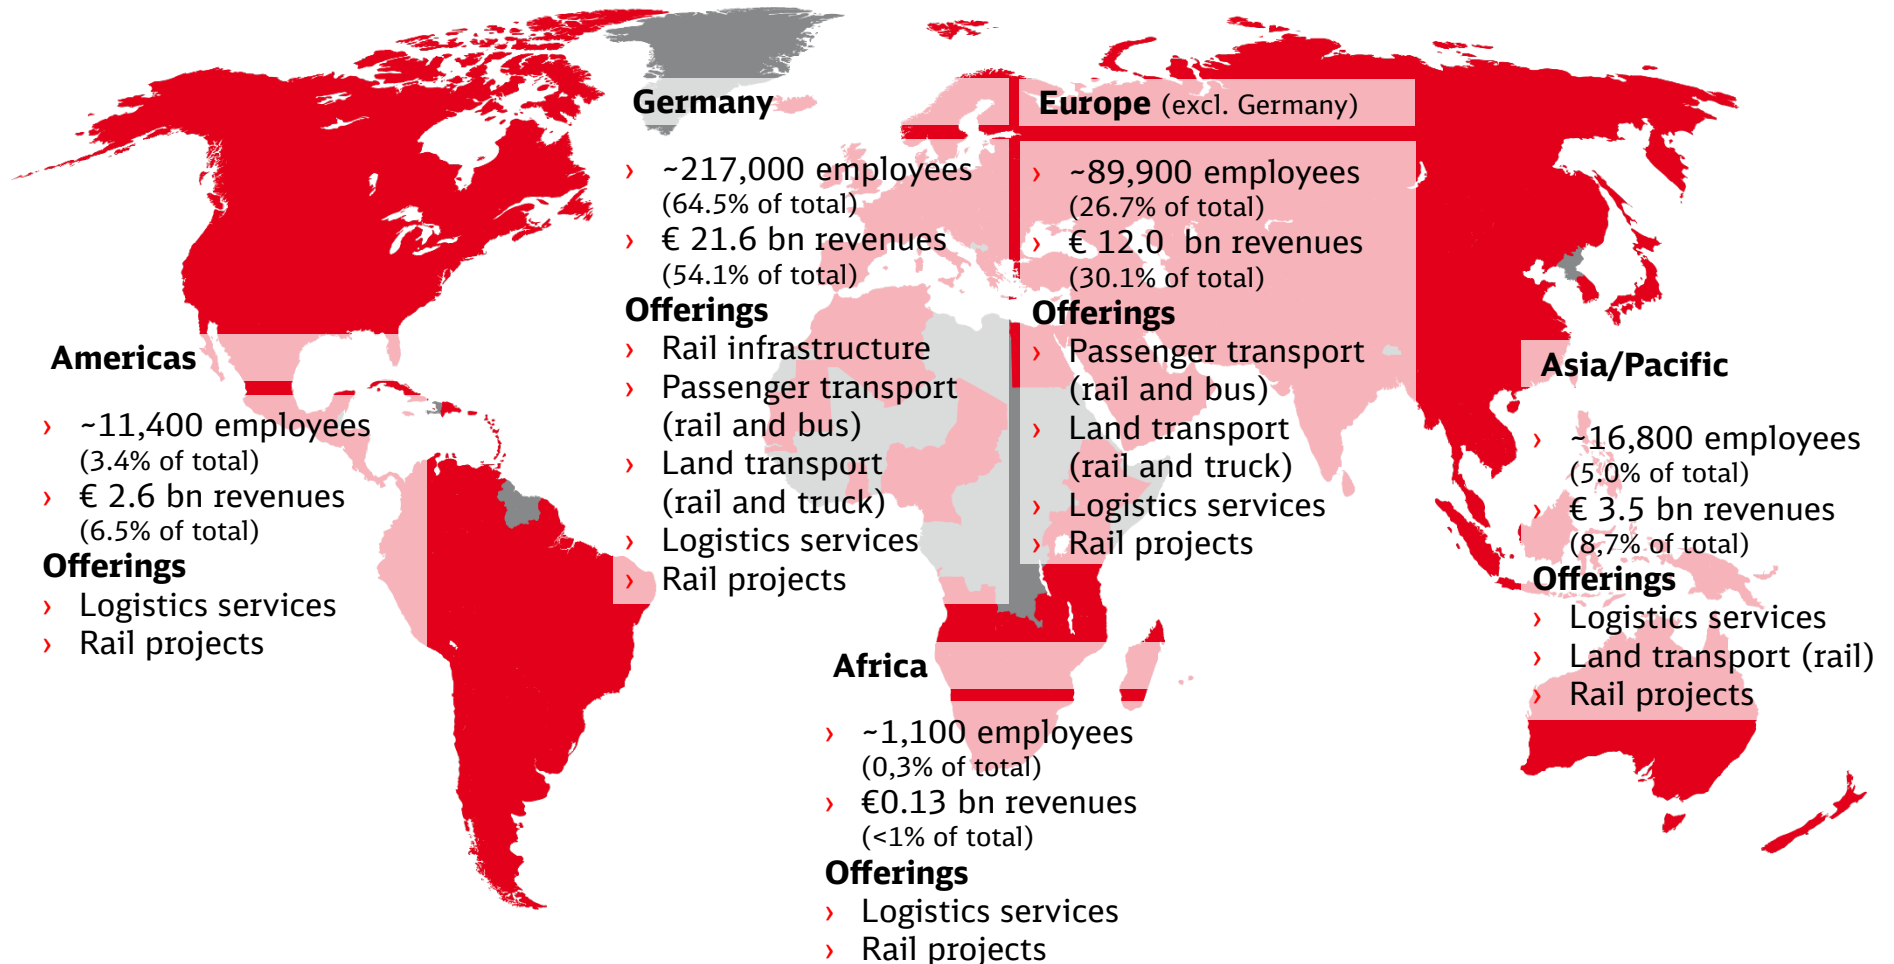 Germany
› ~217,000 employees
(64.5% of total)
› € 21.6 bn revenues
(54.1% of total)
Offerings
› Rail infrastructure
› Passenger transport
(rail and bus)
› Land transport
(rail and truck)
› Logistics services
› Rail projects
Europe (excl. Germany)
› ~89,900 employees
(26.7% of total)
› € 12.0 bn revenues
(30.1% of total)
Offerings
› Passenger transport
(rail and bus)
› Land transport
(rail and truck)
› Logistics services
› Rail projects
Americas
› ~11,400 employees
(3.4% of total)
› € 2.6 bn revenues
(6.5% of total)
Offerings
› Logistics services
› Rail projects
Asia/Pacific
› ~16,800 employees
(5.0% of total)
› € 3.5 bn revenues
(8,7% of total)
Offerings
› Logistics services
› Land transport (rail)
› Rail projects
Africa
› ~1,100 employees
(0,3% of total)
› €0.13 bn revenues
(<1% of total)
Offerings
› Logistics services
› Rail projects